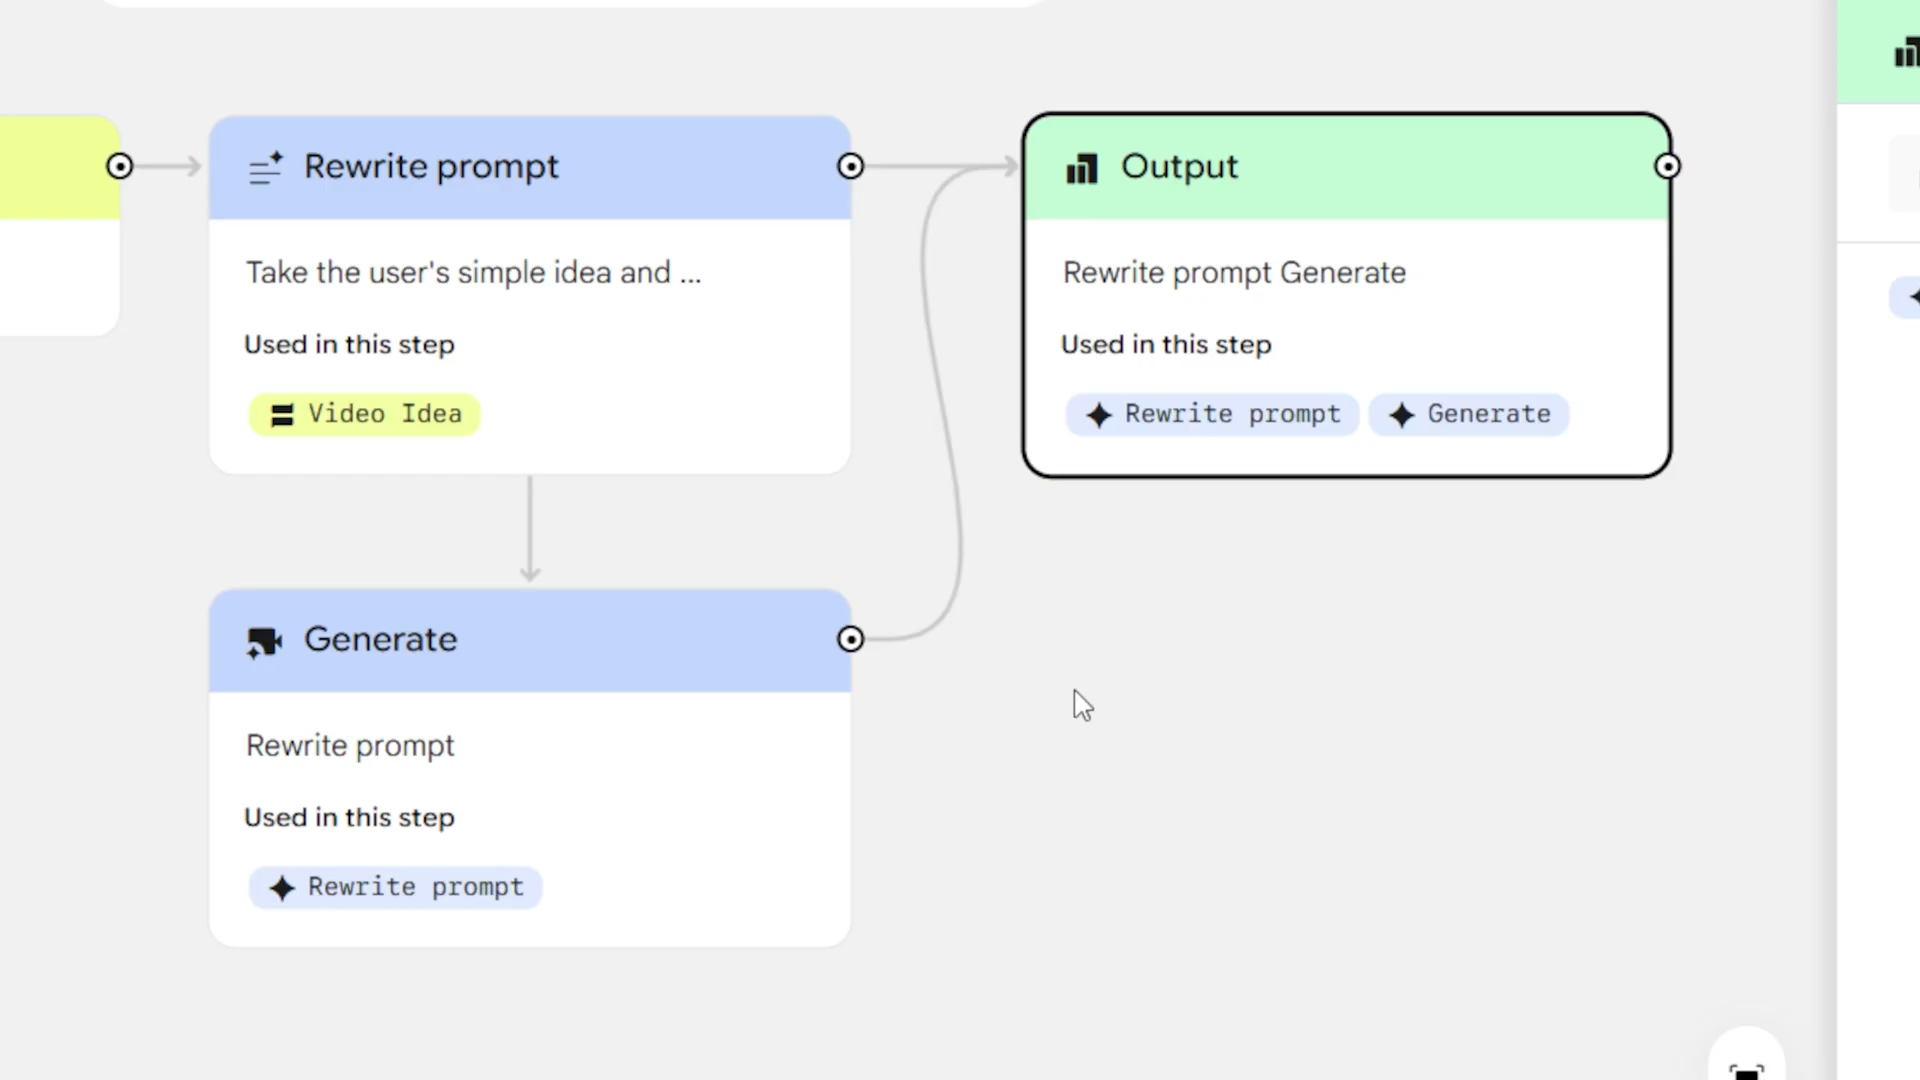 Rewrite prompt
Take the user's simple idea and ...
Used in this step
Video Idea
Output
Rewrite prompt Generate
Used in this step
Rewrite prompt Generate
Generate
Rewrite prompt
Used in this step
Rewrite prompt